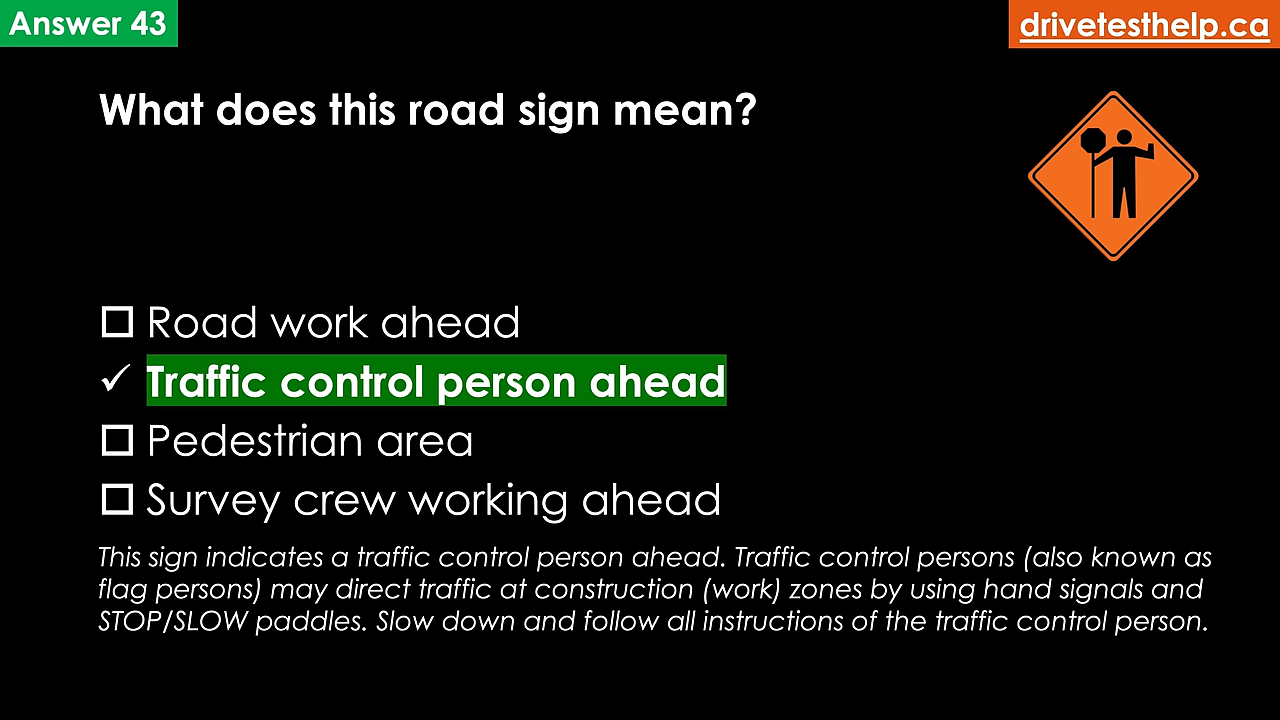 Answer 43
drivetesthelp.ca
What does this road sign mean?
Road work ahead
Traffic control person ahead
Pedestrian area
Survey crew working ahead
This sign indicates a traffic control person ahead. Traffic control persons (also known as
flag persons) may direct traffic at construction (work) zones by using hand signals and
STOP/SLOW paddles. Slow down and follow all instructions of the traffic control person.